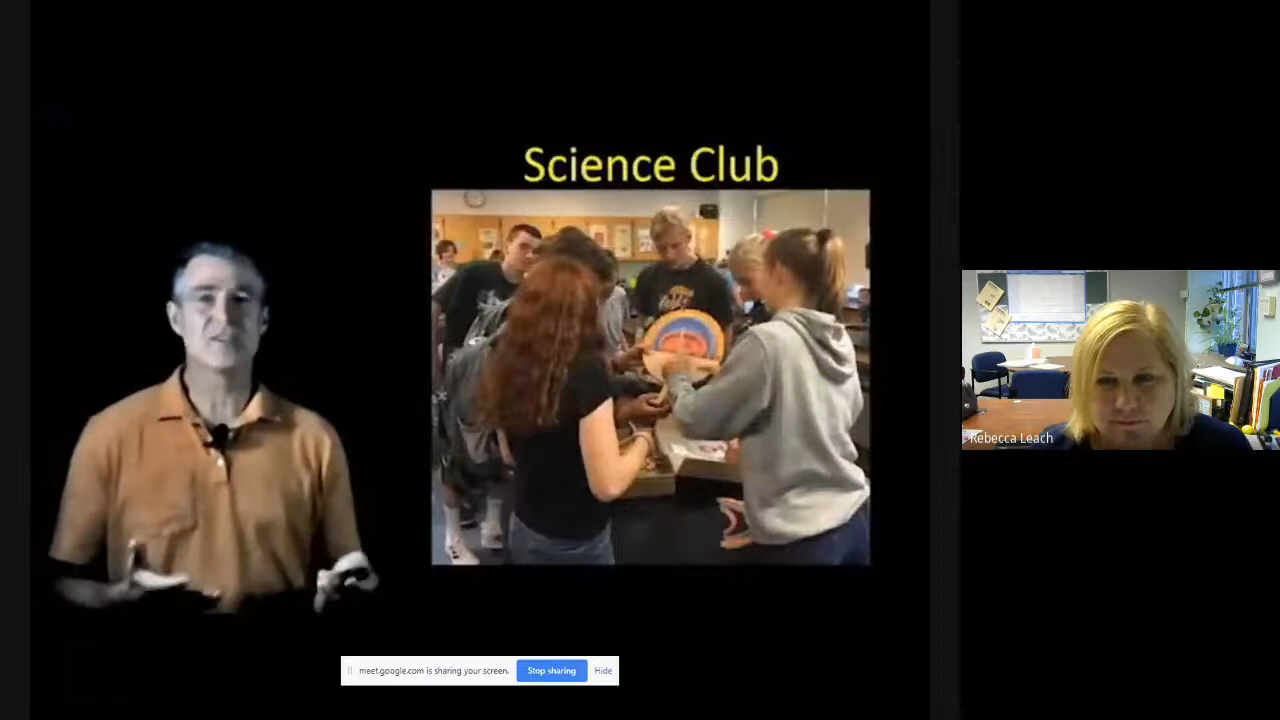 Science Club
Rebecca Leach
meet.google.com is sharing your screen.
Stop sharing
Hide